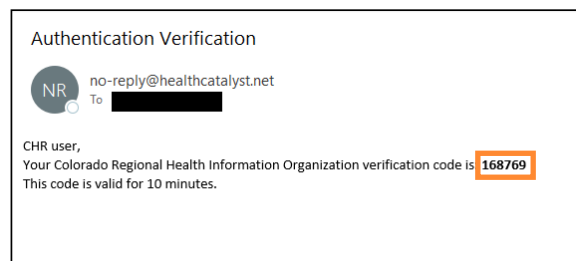 Authentication Verification
NR
no-reply@healthcatalyst.net
To
CHR user,
Your Colorado Regional Health Information Organization verification code is 168769
This code is valid for 10 minutes.